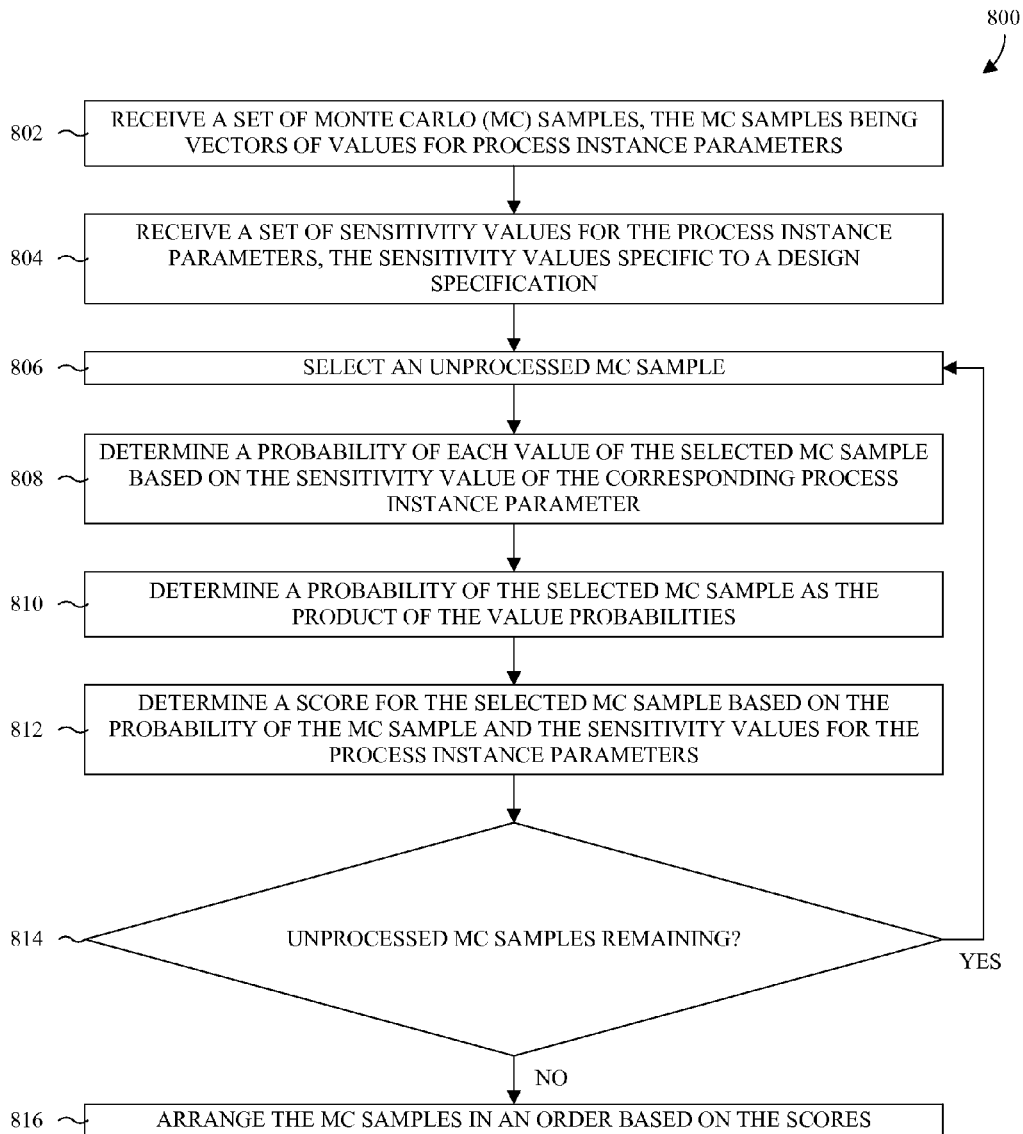 800
802
RECEIVE A SET OF MONTE CARLO (MC) SAMPLES, THE MC SAMPLES BEING
VECTORS OF VALUES FOR PROCESS INSTANCE PARAMETERS
804
RECEIVE A SET OF SENSITIVITY VALUES FOR THE PROCESS INSTANCE
PARAMETERS, THE SENSITIVITY VALUES SPECIFIC TO A DESIGN
SPECIFICATION
806
SELECT AN UNPROCESSED MC SAMPLE
808
DETERMINE A PROBABILITY OF EACH VALUE OF THE SELECTED MC SAMPLE
BASED ON THE SENSITIVITY VALUE OF THE CORRESPONDING PROCESS
INSTANCE PARAMETER
810
DETERMINE A PROBABILITY OF THE SELECTED MC SAMPLE AS THE
PRODUCT OF THE VALUE PROBABILITIES
812
DETERMINE A SCORE FOR THE SELECTED MC SAMPLE BASED ON THE
PROBABILITY OF THE MC SAMPLE AND THE SENSITIVITY VALUES FOR THE
PROCESS INSTANCE PARAMETERS
814
UNPROCESSED MC SAMPLES REMAINING?
YES
NO
816
ARRANGE THE MC SAMPLES IN AN ORDER BASED ON THE SCORES